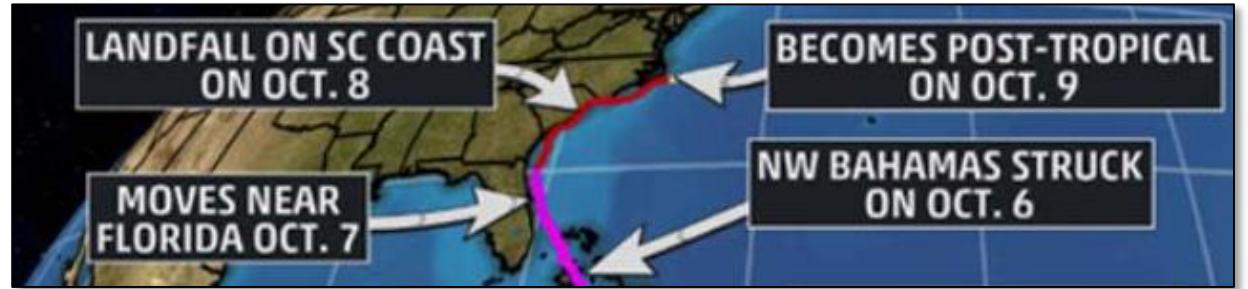 LANDFALL ON SC COAST
ON OCT. 8
BECOMES POST-TROPICAL
ON OCT. 9
MOVES NEAR
FLORIDA OCT. 7
NW BAHAMAS STRUCK
ON OCT. 6